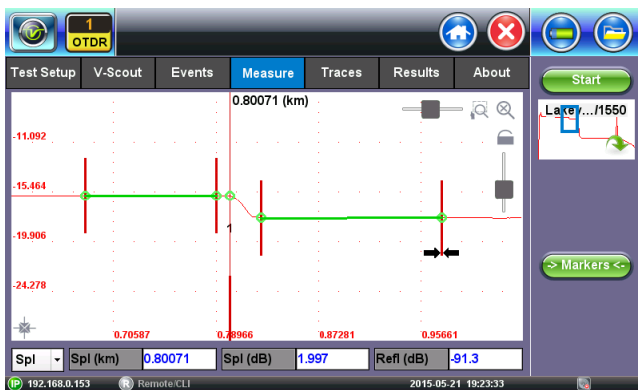 1
OTDR
Test Setup V-Scout Events Measure Traces Results About
Start
0.80071 (km)
Lakey.../1550
-11.092
-15.464
-19.906
1
-> Markers <-
-24.278
0.70587 0.78966 0.87281 0.95661
Spl Spl (km) 0.80071 Spl (dB) 1.997 Refl (dB) -91.3
IP 192.168.0.153 R Remote/CLI 2015-05-21 19:23:33